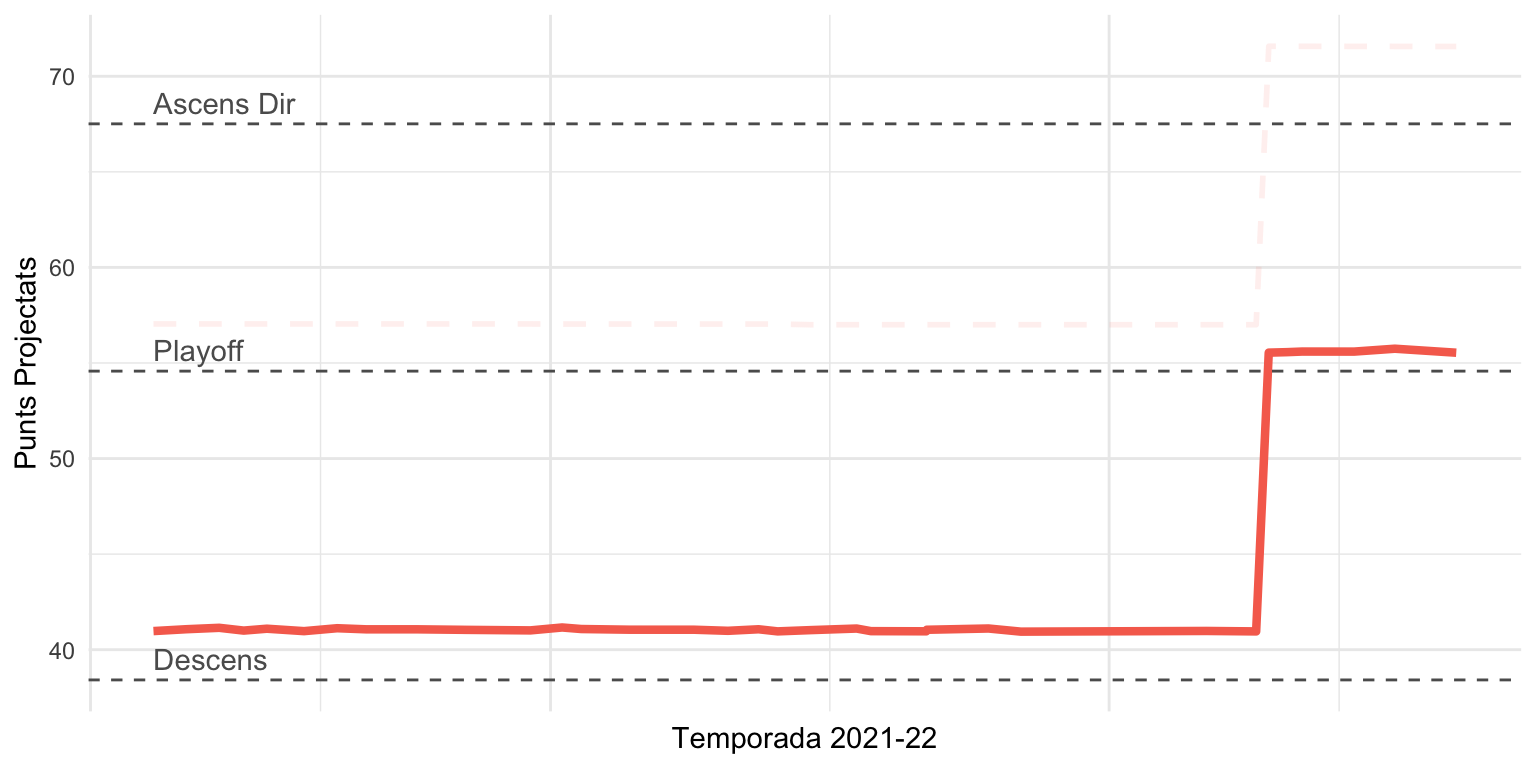 70
Ascens Dir
60
Playoff
50
40
Descens
Punts Projectats
Temporada 2021-22